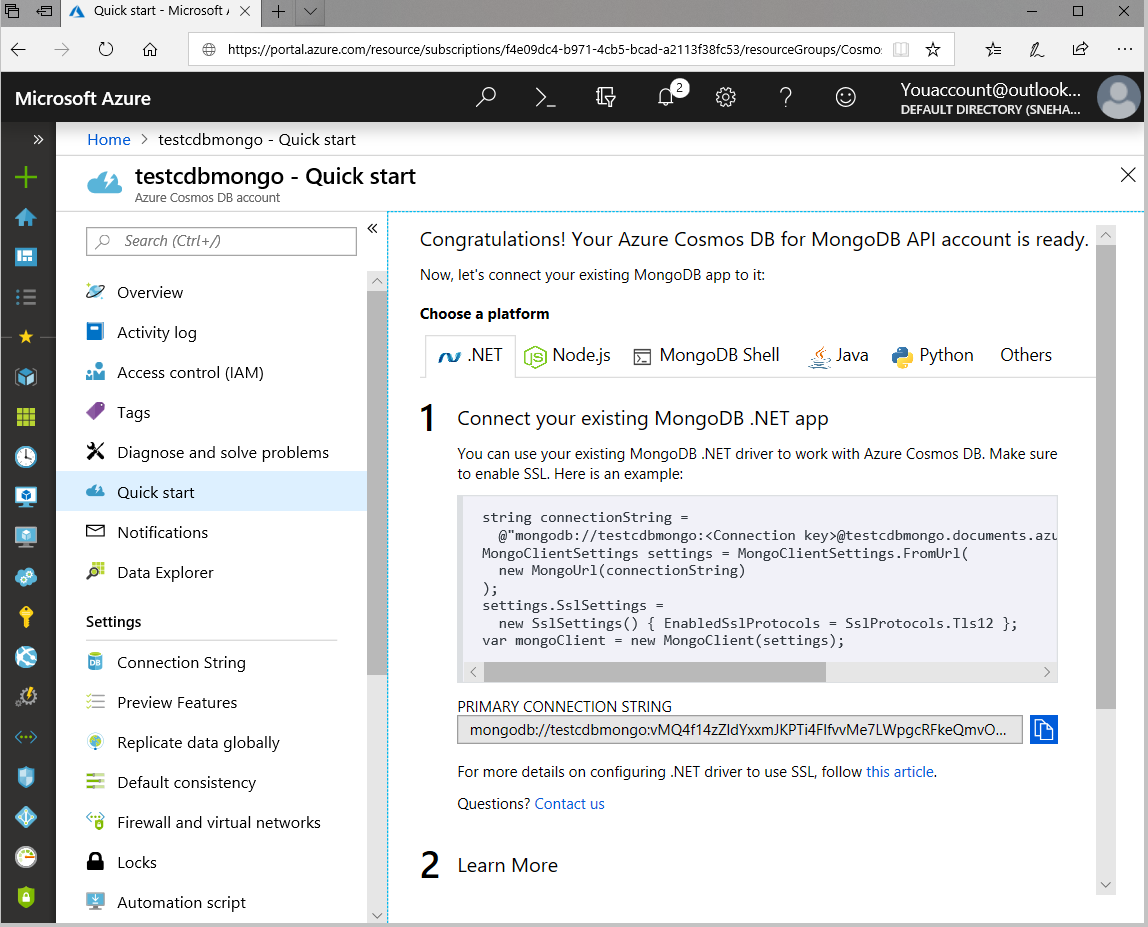 Quick start - Microsoft A
https://portal.azure.com/resource/subscriptions/f4e09dc4-b971-4cb5-bcad-a2113f38fc53/resourceGroups/Cosmo
Microsoft Azure
2
Youaccount@outlook...
DEFAULT DIRECTORY (SNEHA...
Home > testcdbmongo - Quick start
testcdbmongo - Quick start
Azure Cosmos DB account
Search (Ctrl+/)
Overview
Activity log
Access control (IAM)
Tags
Diagnose and solve problems
Quick start
Notifications
Data Explorer
Settings
Connection String
Preview Features
Replicate data globally
Default consistency
Firewall and virtual networks
Locks
Automation script
Congratulations! Your Azure Cosmos DB for MongoDB API account is ready.
Now, let's connect your existing MongoDB app to it:
Choose a platform
.NET Node.js MongoDB Shell Java Python Others
1 Connect your existing MongoDB .NET app
You can use your existing MongoDB .NET driver to work with Azure Cosmos DB. Make sure
to enable SSL. Here is an example:
string connectionString =
@"mongodb://testcdbmongo:<Connection key>@testcdbmongo.documents.azu
MongoClientSettings settings = MongoClientSettings.FromUrl(
new MongoUrl(connectionString)
);
settings.SslSettings =
new SslSettings() { EnabledSslProtocols = SslProtocols.Tls12 };
var mongoClient = new MongoClient(settings);
PRIMARY CONNECTION STRING
mongodb://testcdbmongo:vMQ4f14zZldYxxmJKPTi4FlfvvMe7LWpgcRFkeQmvO...
For more details on configuring .NET driver to use SSL, follow this article.
Questions? Contact us
2 Learn More